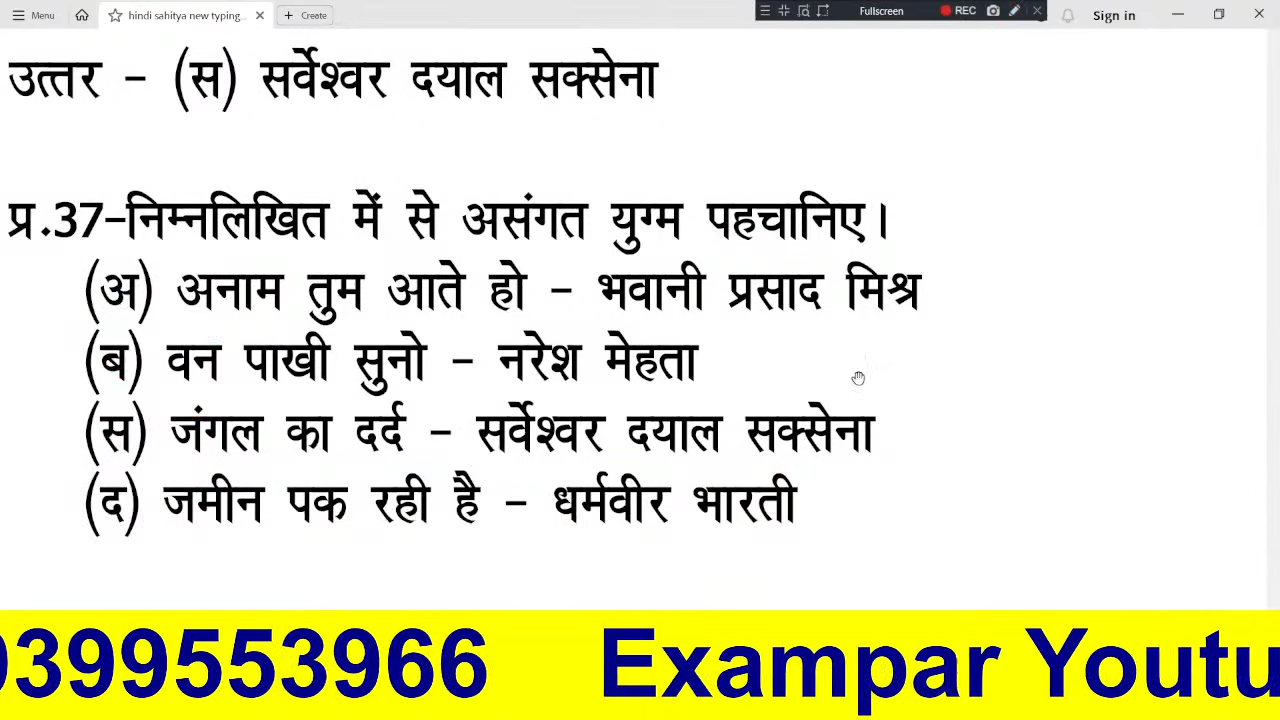 Menu
hindi sahitya new typing...
Create
Fullscreen
REC
Sign in
उत्तर - (स) सर्वेश्वर दयाल सक्सेना
प्र.37-निम्नलिखित में से असंगत युग्म पहचानिए।
(अ) अनाम तुम आते हो - भवानी प्रसाद मिश्र
(ब) वन पाखी सुनो - नरेश मेहता
(स) जंगल का दर्द - सर्वेश्वर दयाल सक्सेना
(द) जमीन पक रही है - धर्मवीर भारती
9399553966 Exampar Youtu